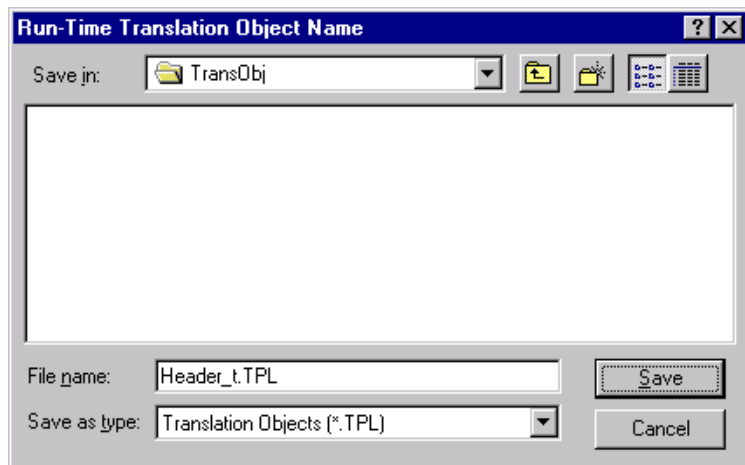 Run-Time Translation Object Name
Save in: TransObj
File name: Header_t.TPL
Save
Save as type: Translation Objects (*.TPL)
Cancel